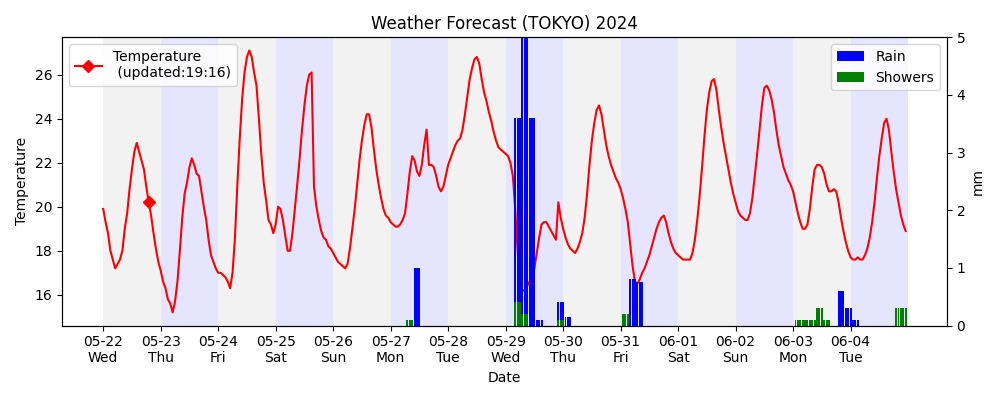 Weather Forecast (TOKYO) 2024
Temperature
(updated:19:16)
Rain
Showers
Temperature
26
24
22
20
18
16
5
4
3
2
1
0
mm
05-22 05-23 05-24 05-25 05-26 05-27 05-28 05-29 05-30 05-31 06-01 06-02 06-03 06-04
Wed Thu Fri Sat Sun Mon Tue Wed Thu Fri Sat Sun Mon Tue
Date